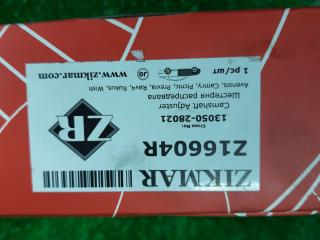 ZIKMAR
Z16604R
Cross No:
13050-28021
Camshaft Adjuster
Шестерня распредвала
Avensis, Camry, Picnic, Previa, Rav4, Rukus, Wish
1 pc/шт
JO
www.zikmar.com
ZR